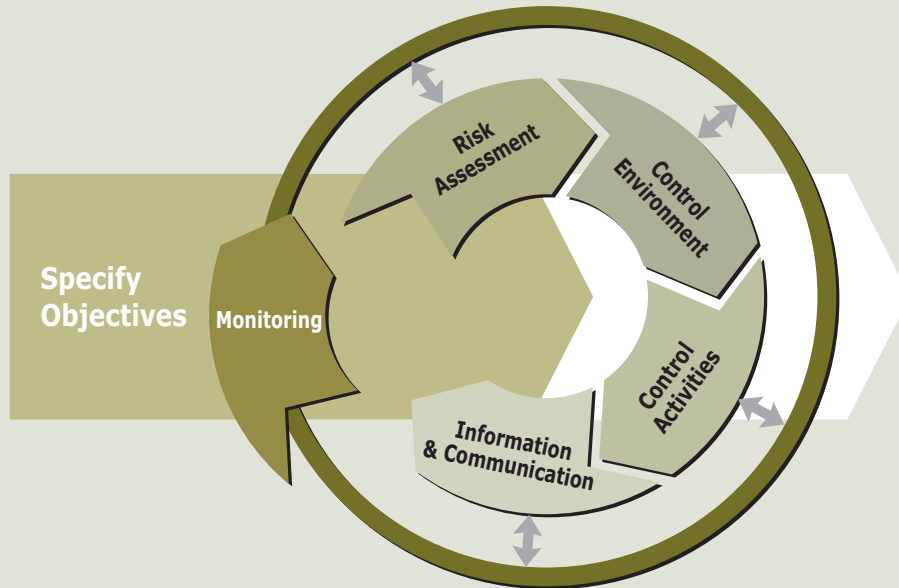 Specify
Objectives
Monitoring
Risk
Assessment
Control
Environment
Control
Activities
Information
& Communication